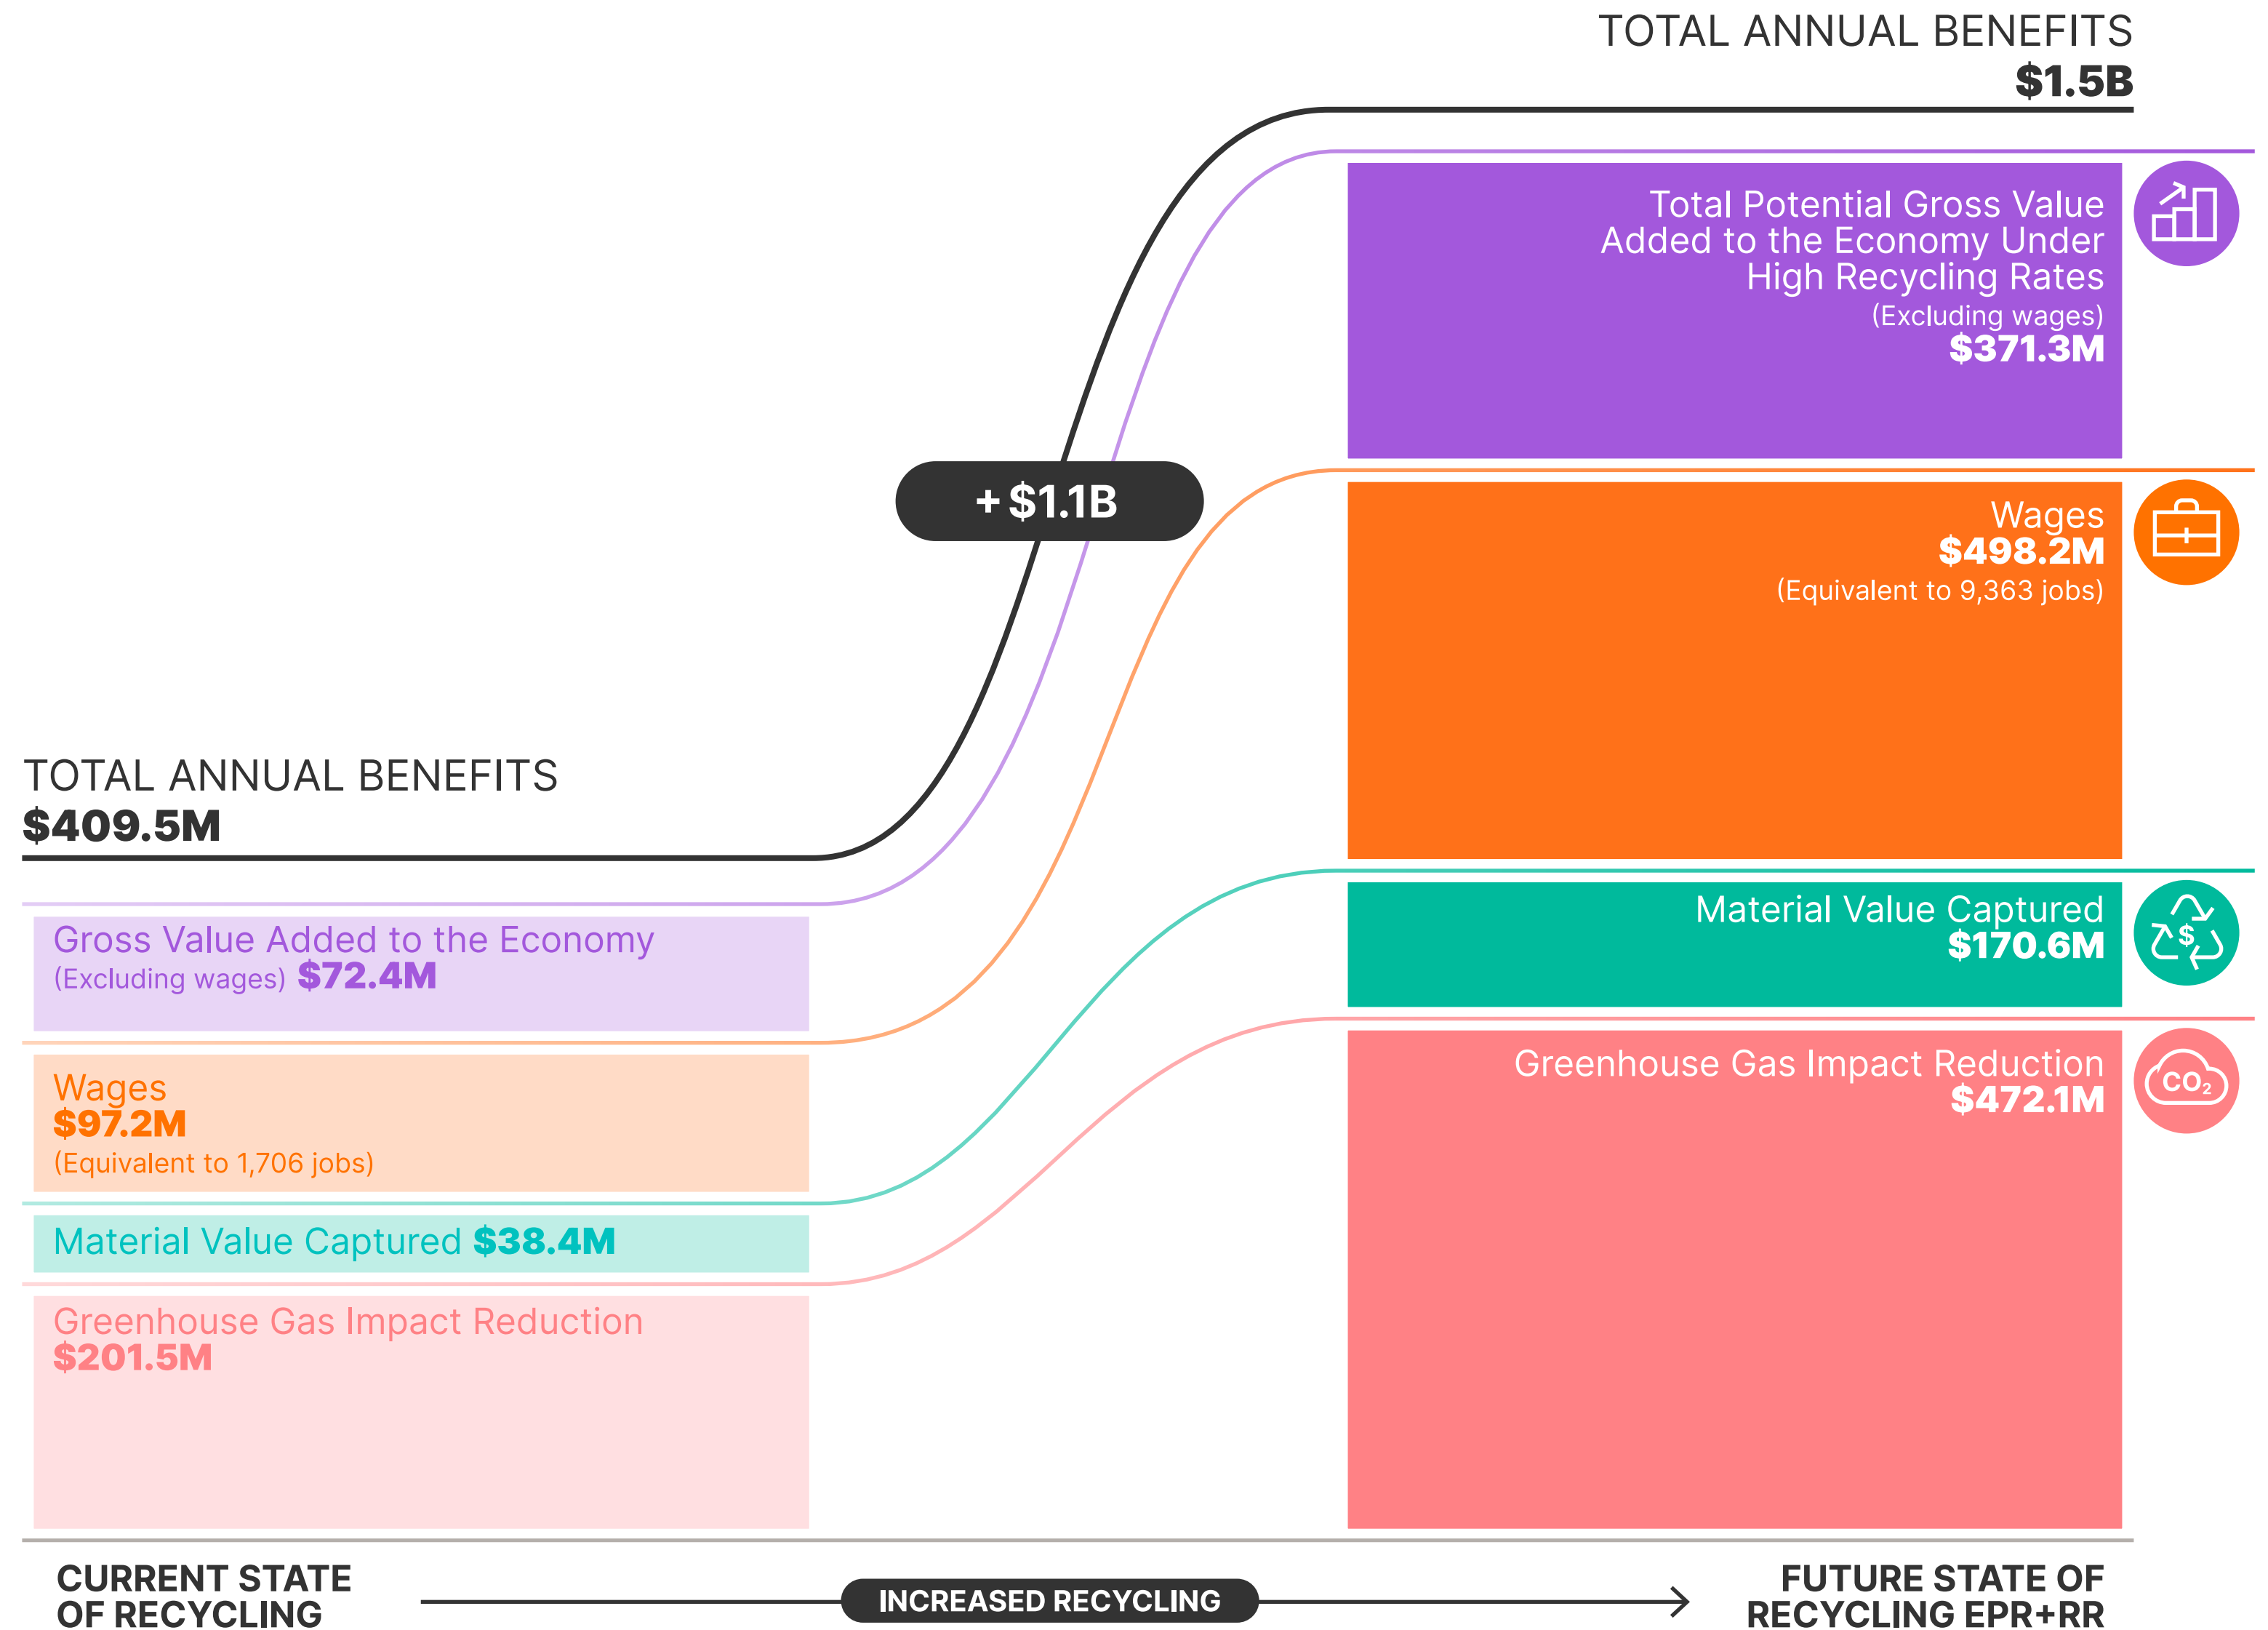 TOTAL ANNUAL BENEFITS
$1.5B
Total Potential Gross Value
Added to the Economy Under
High Recycling Rates
(Excluding wages)
$371.3M
+ $1.1B
Wages
$498.2M
(Equivalent to 9,363 jobs)
TOTAL ANNUAL BENEFITS
$409.5M
Material Value Captured
$170.6M
$
Gross Value Added to the Economy
(Excluding wages) $72.4M
Greenhouse Gas Impact Reduction
$472.1M
CO2
Wages
$97.2M
(Equivalent to 1,706 jobs)
Material Value Captured $38.4M
Greenhouse Gas Impact Reduction
$201.5M
CURRENT STATE
OF RECYCLING
INCREASED RECYCLING
FUTURE STATE OF
RECYCLING EPR+RR